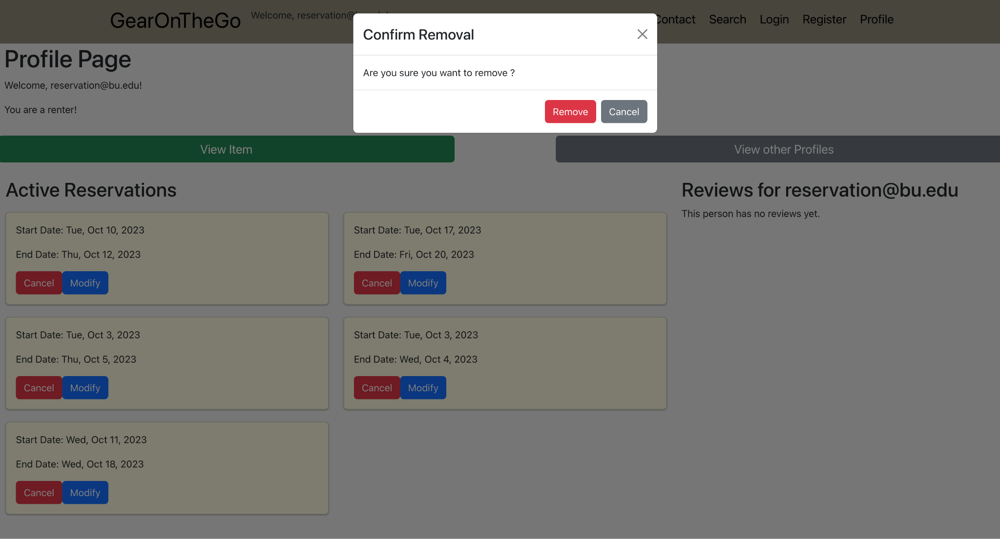 GearOnTheGo
Welcome, reservation@
Contact Search Login Register Profile
Confirm Removal
Are you sure you want to remove ?
Remove Cancel
Profile Page
Welcome, reservation@bu.edu!
You are a renter!
View Item
View other Profiles
Active Reservations
Start Date: Tue, Oct 10, 2023
End Date: Thu, Oct 12, 2023
Cancel Modify
Start Date: Tue, Oct 17, 2023
End Date: Fri, Oct 20, 2023
Cancel Modify
Start Date: Tue, Oct 3, 2023
End Date: Thu, Oct 5, 2023
Cancel Modify
Start Date: Tue, Oct 3, 2023
End Date: Wed, Oct 4, 2023
Cancel Modify
Start Date: Wed, Oct 11, 2023
End Date: Wed, Oct 18, 2023
Cancel Modify
Reviews for reservation@bu.edu
This person has no reviews yet.